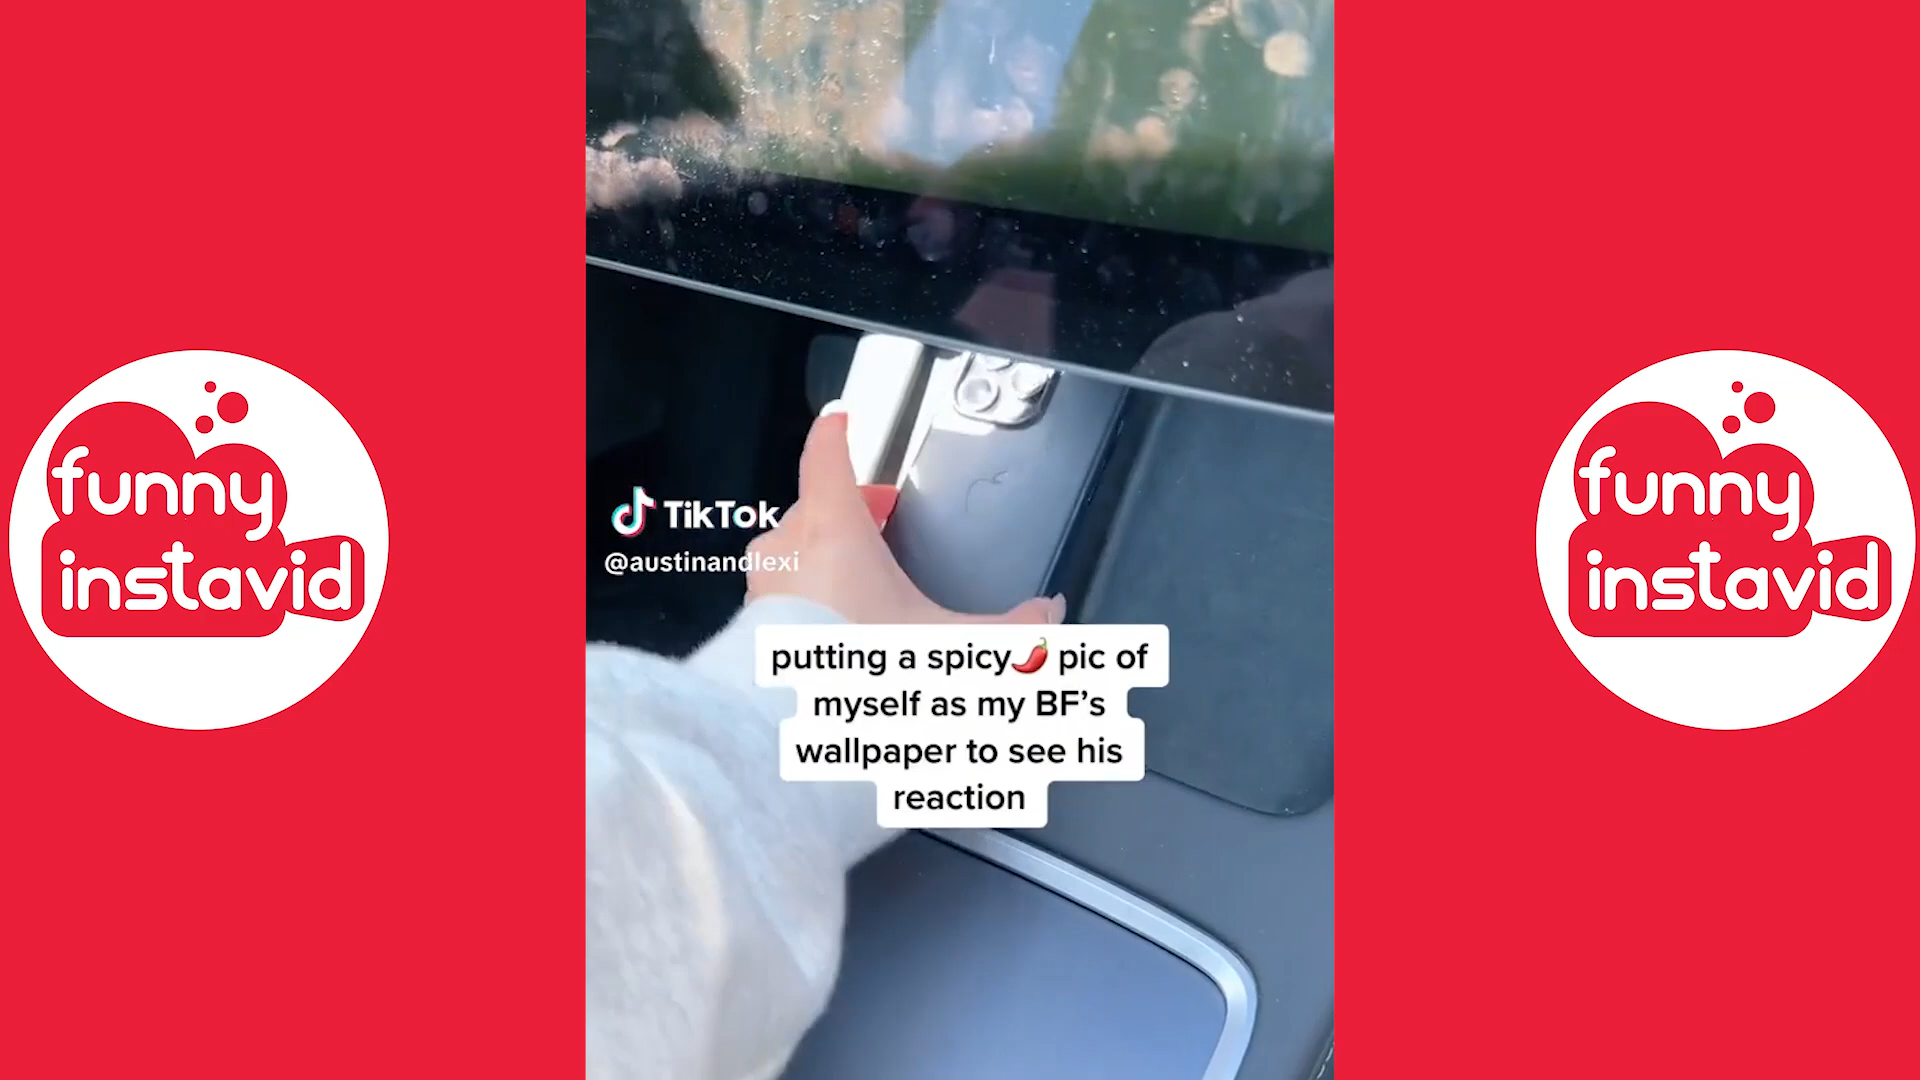 funny
instavid
TikTok
@austinandlexi
putting a spicy🌶️ pic of
myself as my BF’s
wallpaper to see his
reaction
funny
instavid